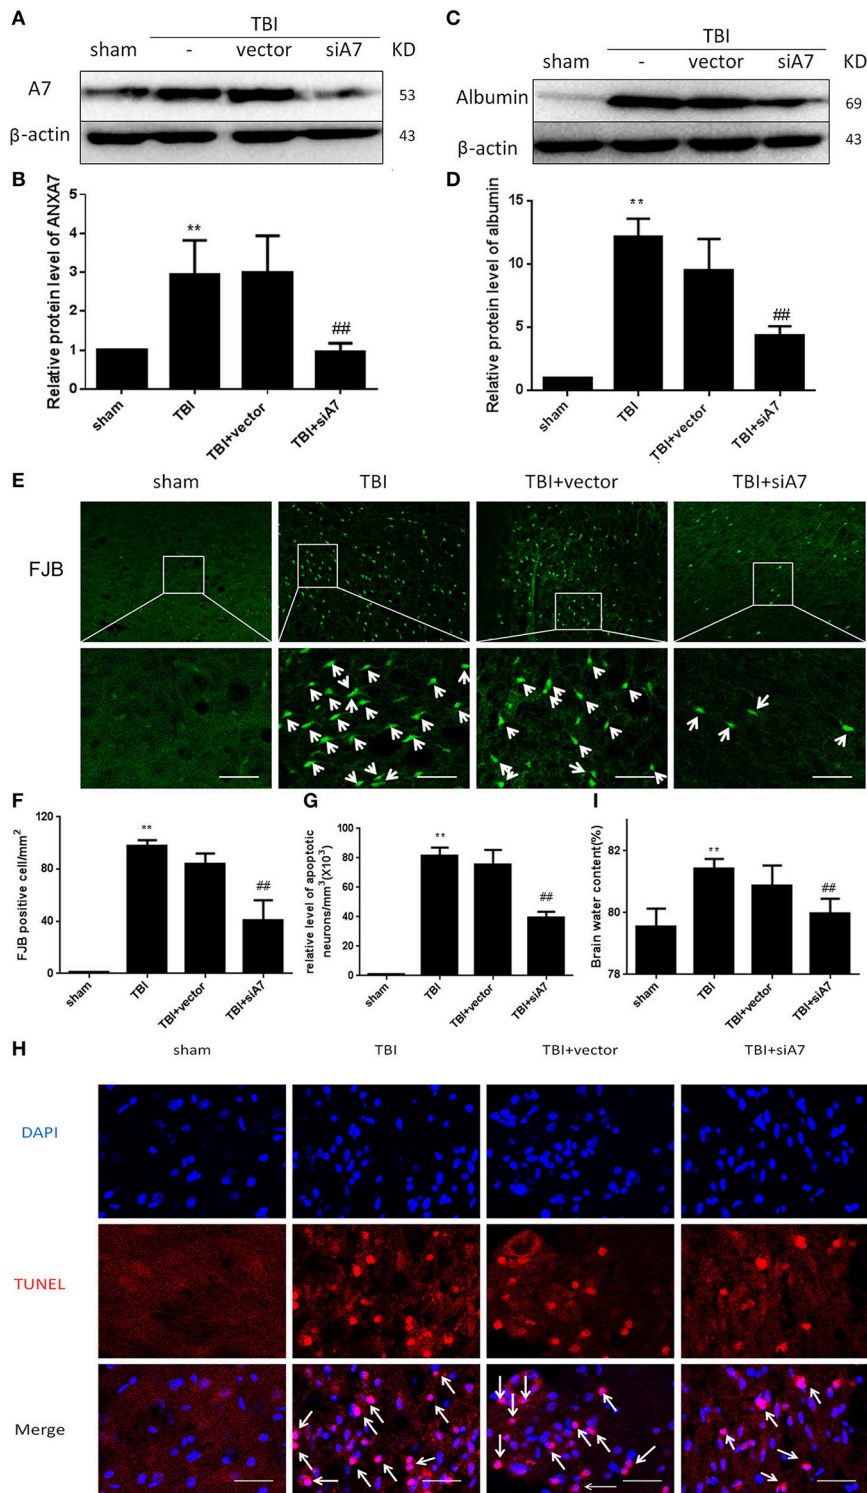 A
TBI
sham - vector siA7 KD
A7 53
β-actin 43
C
TBI
sham - vector siA7 KD
Albumin 69
β-actin 43
B
Relative protein level of ANXA7
5
4
3
2
1
0
**
##
sham TBI TBI+vector TBI+siA7
D
Relative protein level of albumin
15
10
5
0
**
##
sham TBI TBI+vector TBI+siA7
E
sham TBI TBI+vector TBI+siA7
FJB
F
FJB positive cell/mm²
120
80
40
0
**
##
sham TBI TBI+vector TBI+siA7
G
relative level of apoptotic
neurons/mm³(X10³)
100
80
60
40
20
0
**
##
sham TBI TBI+vector TBI+siA7
I
Brain water content(%)
82
80
78
**
##
sham TBI TBI+vector TBI+siA7
H
sham TBI TBI+vector TBI+siA7
DAPI
TUNEL
Merge